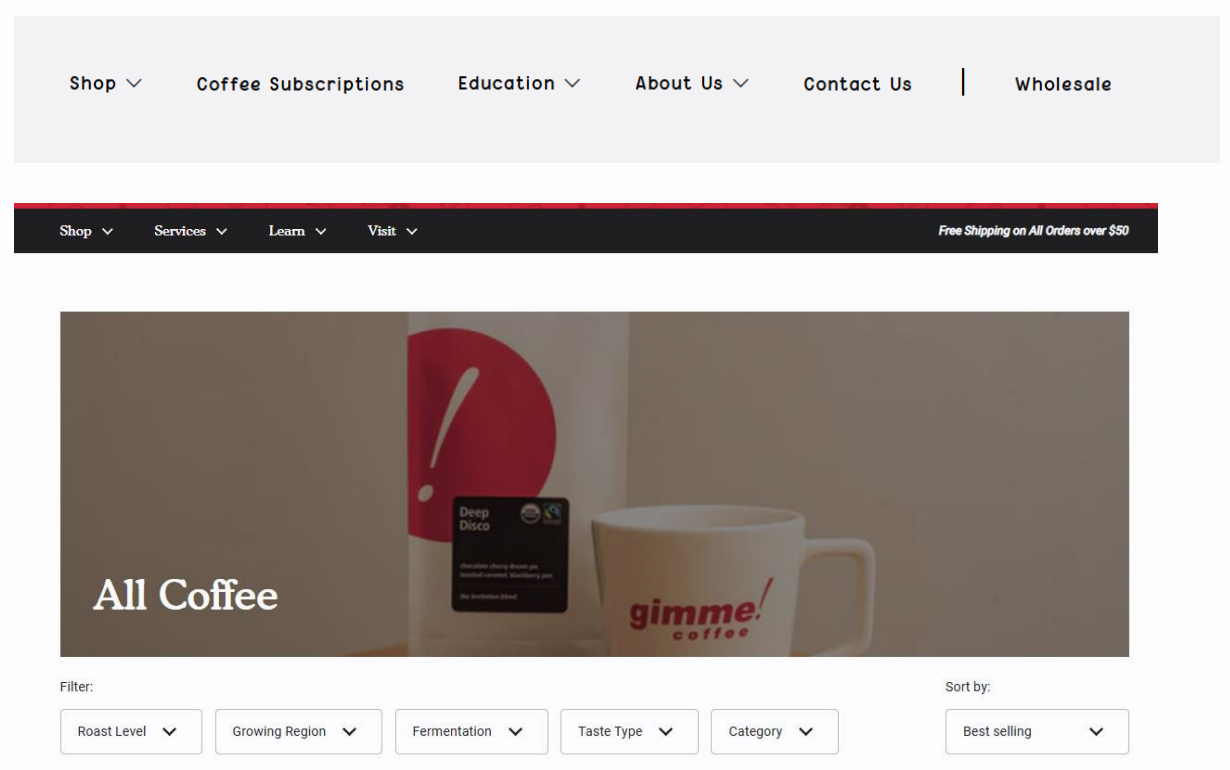 Shop Coffee Subscriptions Education About Us Contact Us | Wholesale
Shop Services Learn Visit Free Shipping on All Orders over $50
Deep
Disco
chocolate cherry dream pie
toasted caramel, blackberry jam
the invitation blend
All Coffee
gimme!
coffee
Filter: Sort by:
Roast Level Growing Region Fermentation Taste Type Category Best selling